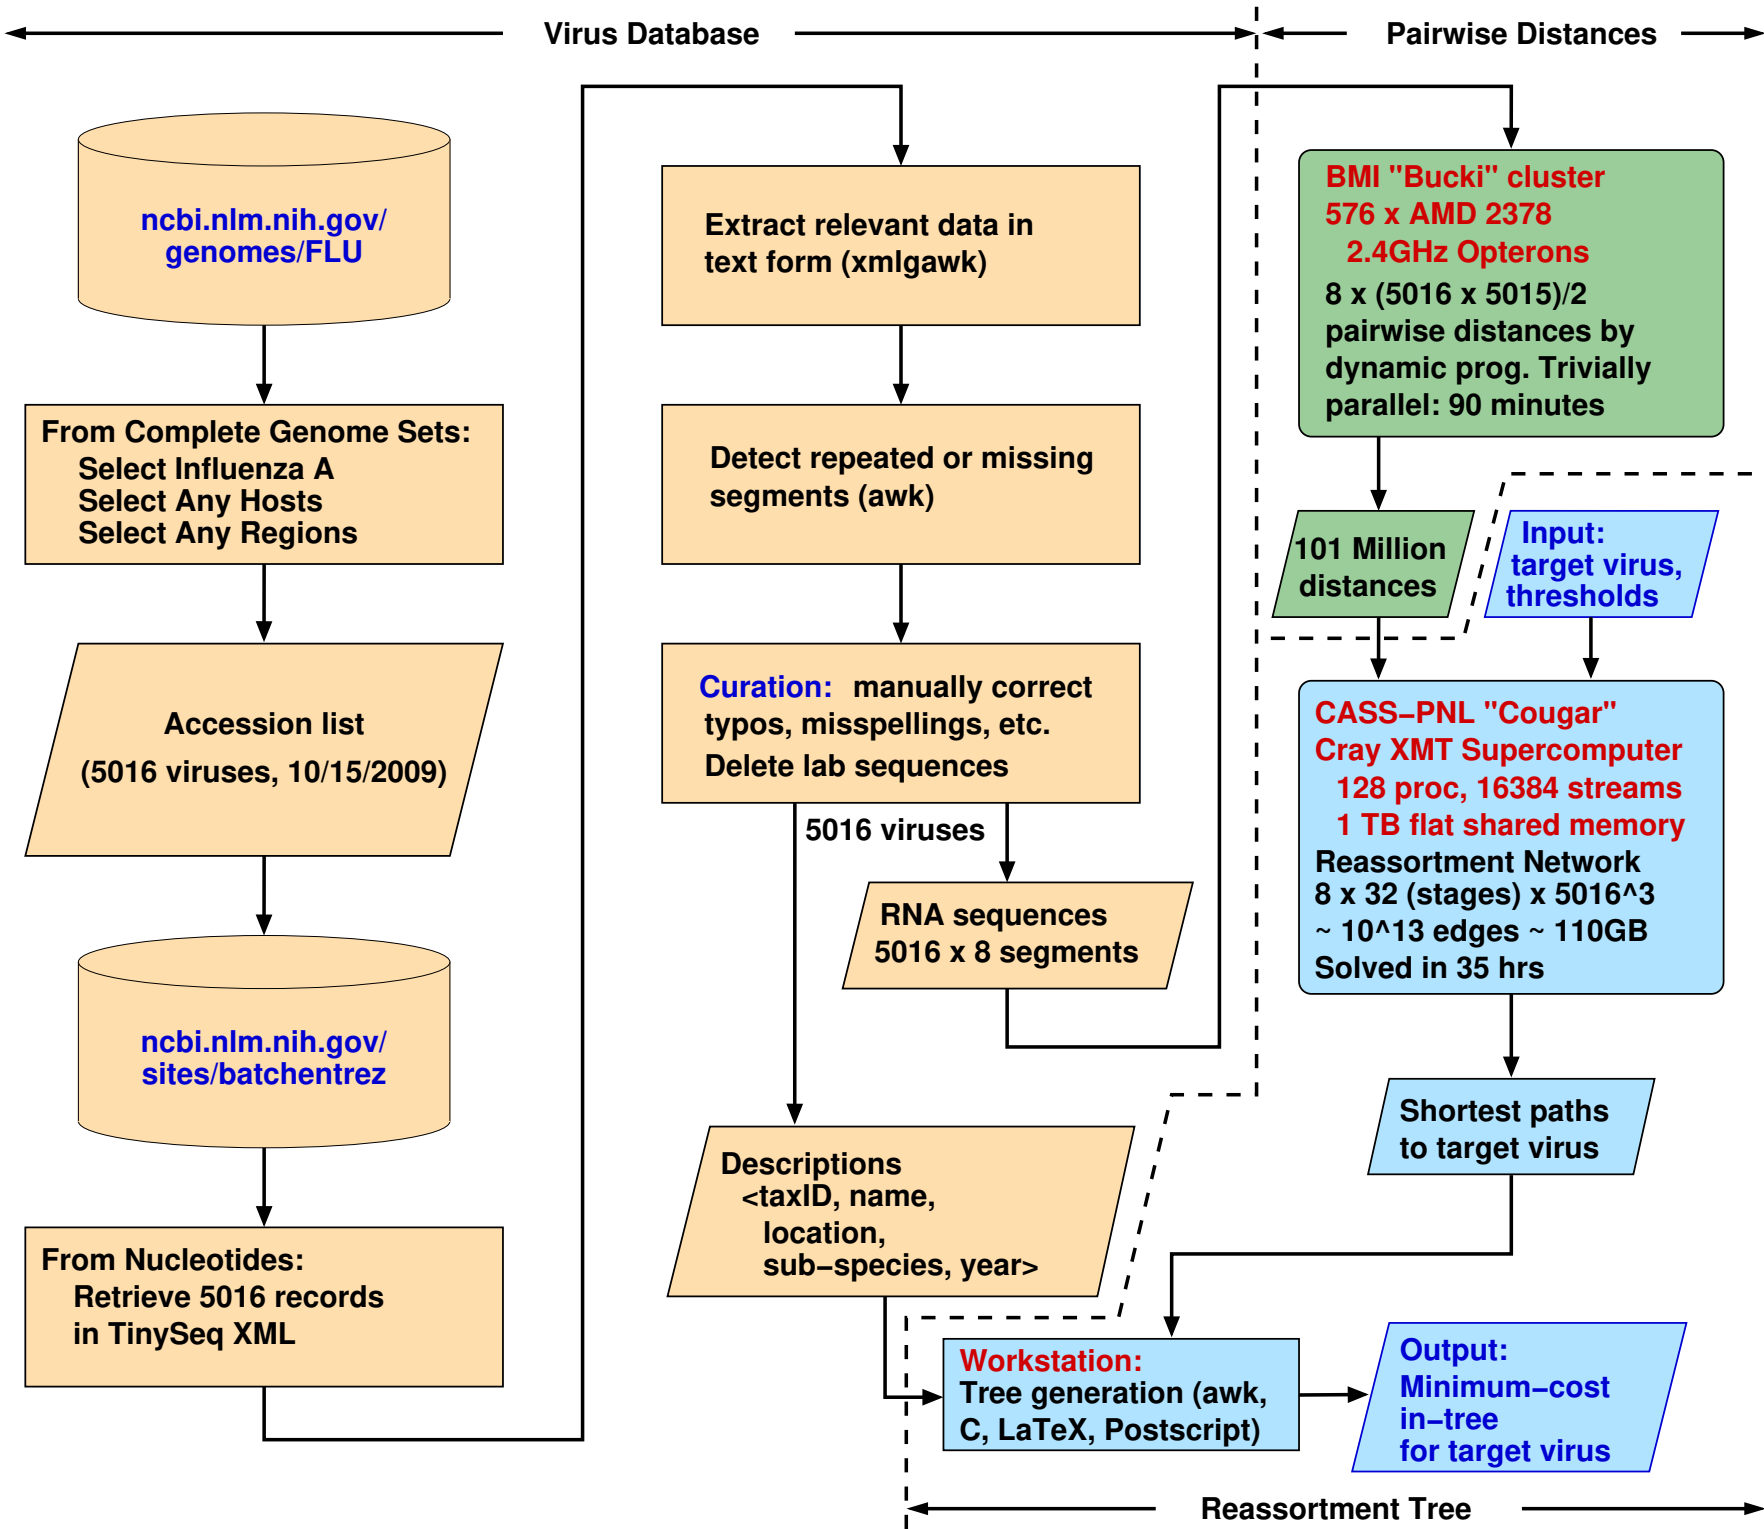 Virus Database
Pairwise Distances
ncbi.nlm.nih.gov/
genomes/FLU
From Complete Genome Sets:
Select Influenza A
Select Any Hosts
Select Any Regions
Accession list
(5016 viruses, 10/15/2009)
ncbi.nlm.nih.gov/
sites/batchentrez
From Nucleotides:
Retrieve 5016 records
in TinySeq XML
Extract relevant data in
text form (xmlgawk)
Detect repeated or missing
segments (awk)
Curation: manually correct
typos, misspellings, etc.
Delete lab sequences
5016 viruses
RNA sequences
5016 x 8 segments
Descriptions
<taxID, name,
location,
sub−species, year>
BMI "Bucki" cluster
576 x AMD 2378
2.4GHz Opterons
8 x (5016 x 5015)/2
pairwise distances by
dynamic prog. Trivially
parallel: 90 minutes
101 Million
distances
Input:
target virus,
thresholds
CASS−PNL "Cougar"
Cray XMT Supercomputer
128 proc, 16384 streams
1 TB flat shared memory
Reassortment Network
8 x 32 (stages) x 5016^3
~ 10^13 edges ~ 110GB
Solved in 35 hrs
Shortest paths
to target virus
Workstation:
Tree generation (awk,
C, LaTeX, Postscript)
Output:
Minimum−cost
in−tree
for target virus
Reassortment Tree